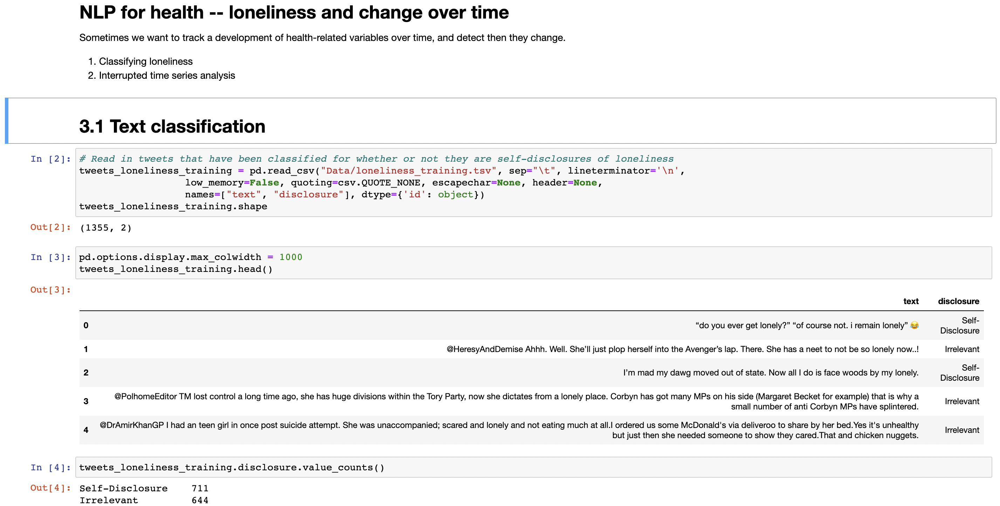 NLP for health -- loneliness and change over time
Sometimes we want to track a development of health-related variables over time, and detect then they change.
1. Classifying loneliness
2. Interrupted time series analysis
3.1 Text classification
In [2]: # Read in tweets that have been classified for whether or not they are self-disclosures of loneliness
tweets_loneliness_training = pd.read_csv("Data/loneliness_training.tsv", sep="\t", lineterminator='\n',
low_memory=False, quoting=csv.QUOTE_NONE, escapechar=None, header=None,
names=["text", "disclosure"], dtype={'id': object})
tweets_loneliness_training.shape
Out[2]: (1355, 2)
In [3]: pd.options.display.max_colwidth = 1000
tweets_loneliness_training.head()
Out[3]:
text disclosure
0 “do you ever get lonely?” “of course not. i remain lonely” 😂 Self-
Disclosure
1 @HeresyAndDemise Ahhh. Well. She’ll just plop herself into the Avenger’s lap. There. She has a neet to not be so lonely now..! Irrelevant
2 I’m mad my dawg moved out of state. Now all I do is face woods by my lonely. Self-
Disclosure
3 @PolhomeEditor TM lost control a long time ago, she has huge divisions within the Tory Party, now she dictates from a lonely place. Corbyn has got many MPs on his side (Margaret Becket for example) that is why a
small number of anti Corbyn MPs have splintered. Irrelevant
4 @DrAmirKhanGP I had an teen girl in once post suicide attempt. She was unaccompanied; scared and lonely and not eating much at all.I ordered us some McDonald's via deliveroo to share by her bed.Yes it's unhealthy
but just then she needed someone to show they cared.That and chicken nuggets. Irrelevant
In [4]: tweets_loneliness_training.disclosure.value_counts()
Out[4]: Self-Disclosure 711
Irrelevant 644